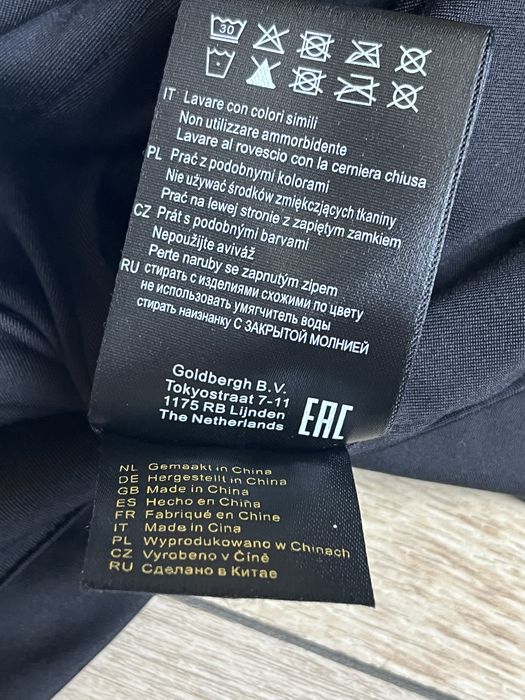 30
IT Lavare con colori simili
Non utilizzare ammorbidente
Lavare al rovescio con la cerniera chiusa
PL Prać z podobnymi kolorami
Nie używać środków zmiękczjących tkaniny
Prać na lewej stronie z zapiętym zamkiem
CZ Prát s podobnými barvami
Nepoužijte aviváž
Perte naruby se zapnutým zipem
RU стирать с изделиями схожими по цвету
не использовать умягчитель воды
стирать наизнанку С ЗАКРЫТОЙ МОЛНИЕЙ
Goldbergh B.V.
Tokyostraat 7-11
1175 RB Lijnden
The Netherlands
EAC
NL Gemaakt in China
DE Hergestellt in China
GB Made in China
ES Hecho en China
FR Fabriqué en Chine
IT Made in Cina
PL Wyprodukowano w Chinach
CZ Vyrobeno v Číně
RU Сделано в Китае